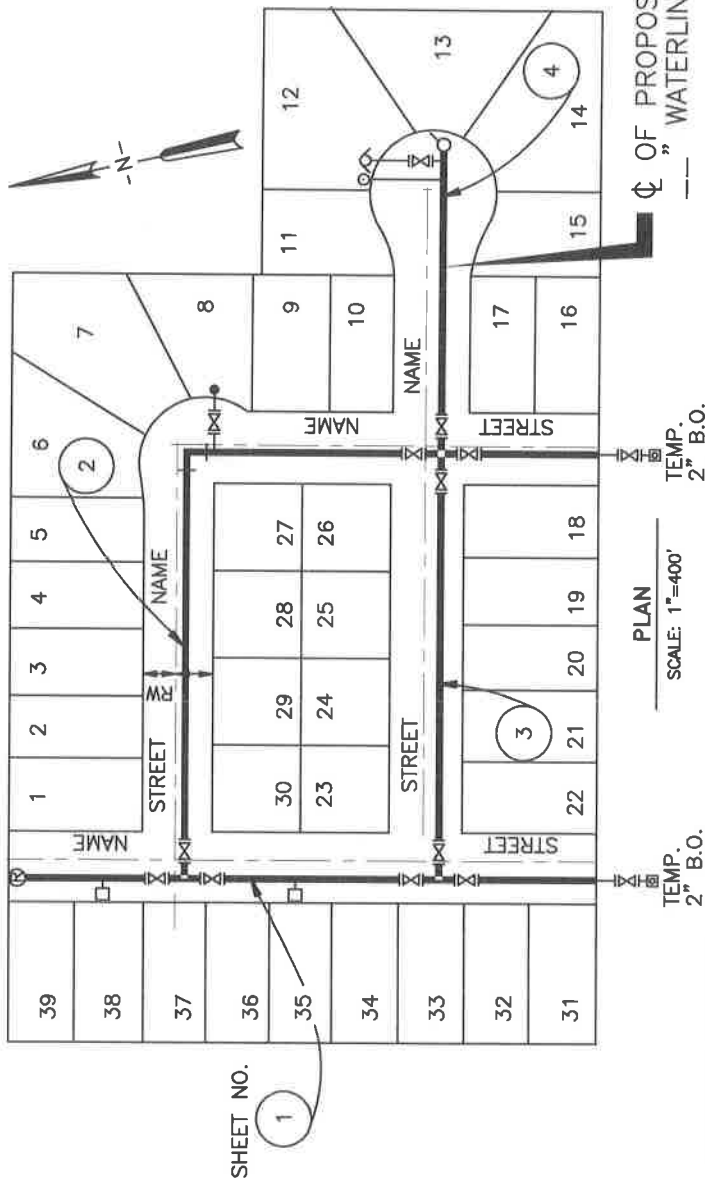 -N-
12
13
11
14
4
15
℄ OF PROPOS
__" WATERLIN
7
8
9
10
6
2
5
4
3
2
1
NAME
STREET
RW
NAME
NAME
STREET
17
16
27
26
28
25
29
24
30
23
NAME
STREET
18
19
20
21
22
3
NAME
STREET
39
38
37
36
35
34
33
32
31
SHEET NO.
1
TEMP.
2" B.O.
TEMP.
2" B.O.
PLAN
SCALE: 1"=400'